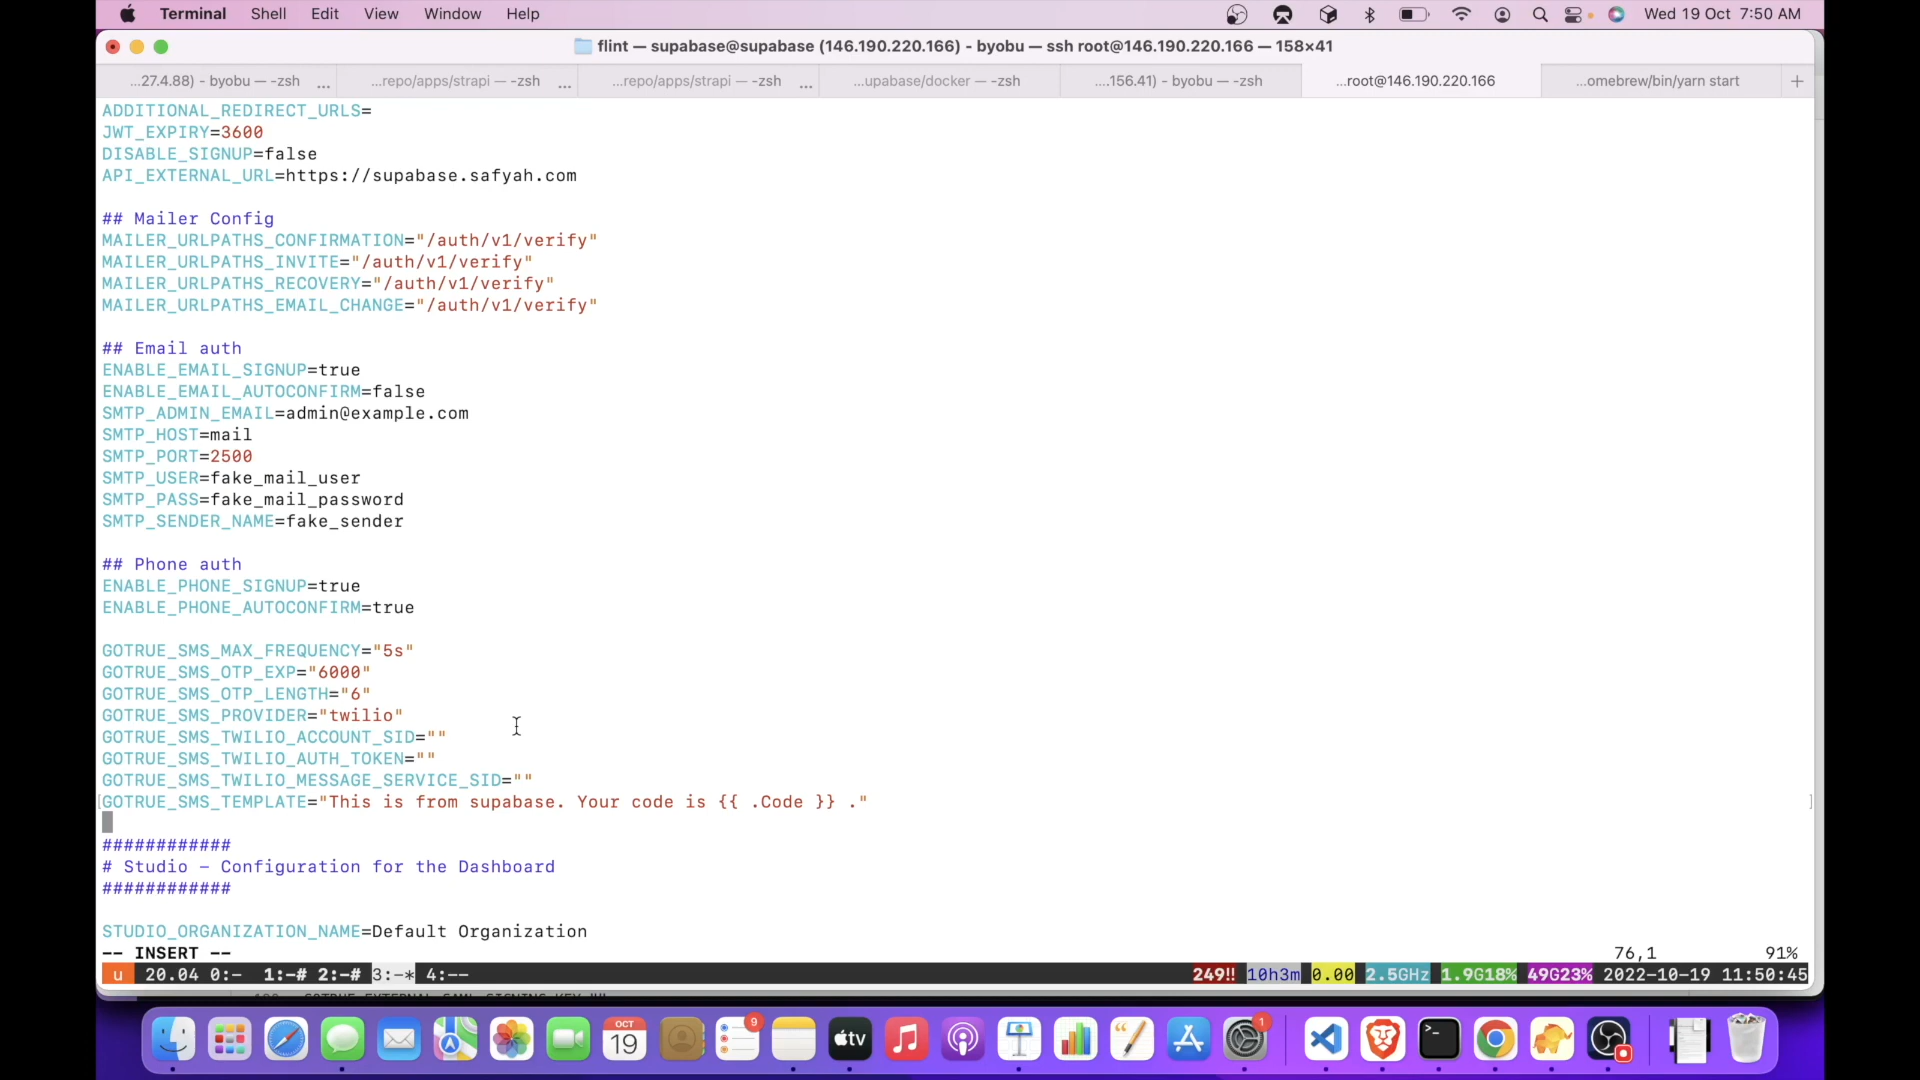 Terminal Shell Edit View Window Help Wed 19 Oct 7:50 AM
flint — supabase@supabase (146.190.220.166) - byobu — ssh root@146.190.220.166 — 158×41
...27.4.88) - byobu — -zsh ... ...repo/apps/strapi — -zsh ... ...repo/apps/strapi — -zsh ... ...upabase/docker — -zsh ....156.41) - byobu — -zsh ...root@146.190.220.166 ...omebrew/bin/yarn start +
ADDITIONAL_REDIRECT_URLS=
JWT_EXPIRY=3600
DISABLE_SIGNUP=false
API_EXTERNAL_URL=https://supabase.safyah.com
## Mailer Config
MAILER_URLPATHS_CONFIRMATION="/auth/v1/verify"
MAILER_URLPATHS_INVITE="/auth/v1/verify"
MAILER_URLPATHS_RECOVERY="/auth/v1/verify"
MAILER_URLPATHS_EMAIL_CHANGE="/auth/v1/verify"
## Email auth
ENABLE_EMAIL_SIGNUP=true
ENABLE_EMAIL_AUTOCONFIRM=false
SMTP_ADMIN_EMAIL=admin@example.com
SMTP_HOST=mail
SMTP_PORT=2500
SMTP_USER=fake_mail_user
SMTP_PASS=fake_mail_password
SMTP_SENDER_NAME=fake_sender
## Phone auth
ENABLE_PHONE_SIGNUP=true
ENABLE_PHONE_AUTOCONFIRM=true
GOTRUE_SMS_MAX_FREQUENCY="5s"
GOTRUE_SMS_OTP_EXP="6000"
GOTRUE_SMS_OTP_LENGTH="6"
GOTRUE_SMS_PROVIDER="twilio"
GOTRUE_SMS_TWILIO_ACCOUNT_SID=""
GOTRUE_SMS_TWILIO_AUTH_TOKEN=""
GOTRUE_SMS_TWILIO_MESSAGE_SERVICE_SID=""
GOTRUE_SMS_TEMPLATE="This is from supabase. Your code is {{ .Code }} ."
############
# Studio - Configuration for the Dashboard
############
STUDIO_ORGANIZATION_NAME=Default Organization
-- INSERT -- 76,1 91%
u 20.04 0:- 1:-# 2:-# 3:-* 4:-- 249!! 10h3m 0.00 2.5GHz 1.9G18% 49G23% 2022-10-19 11:50:45
9 tv OCT 19 1